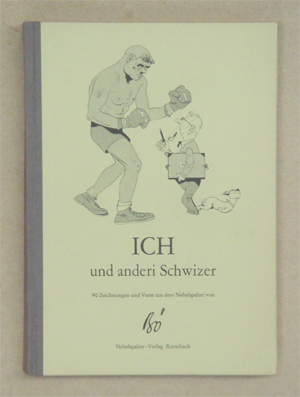 ICH
und anderi Schwizer
90 Zeichnungen und Verse aus dem Nebelspalter von
Bö
Nebelspalter-Verlag Rorschach